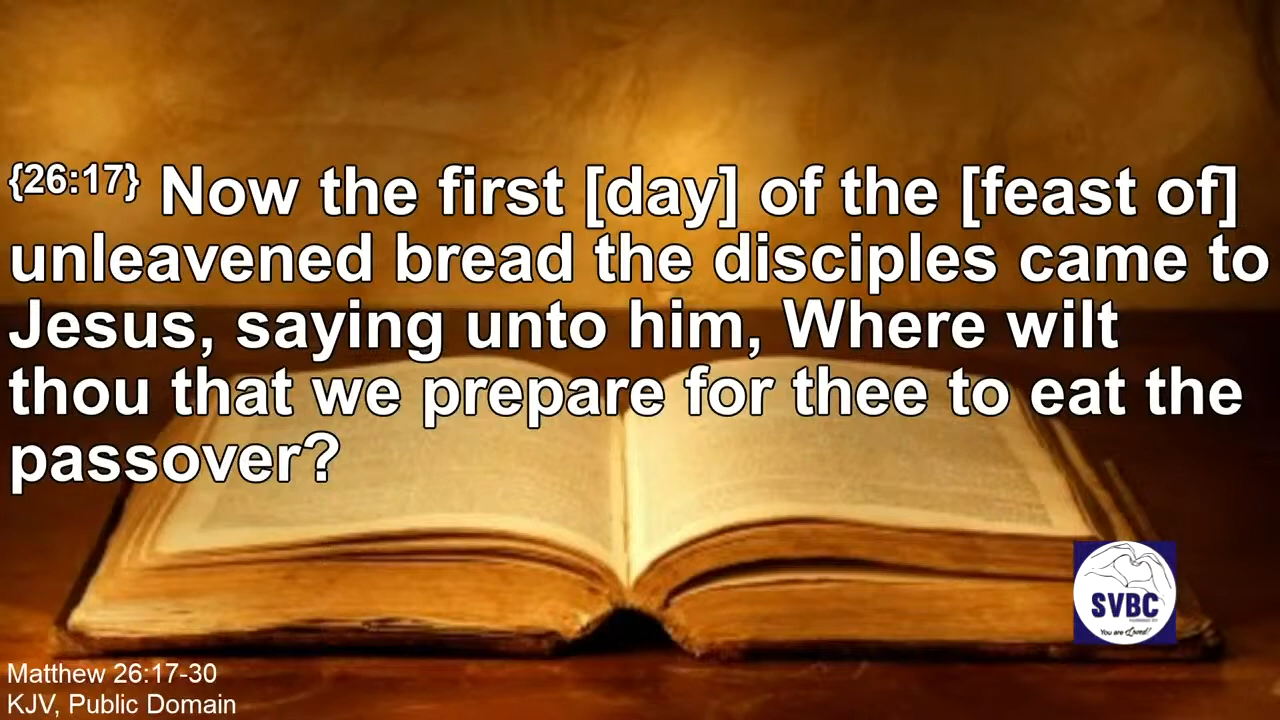 {26:17} Now the first [day] of the [feast of]
unleavened bread the disciples came to
Jesus, saying unto him, Where wilt
thou that we prepare for thee to eat the
passover?
SVBC
You are Loved!
Matthew 26:17-30
KJV, Public Domain